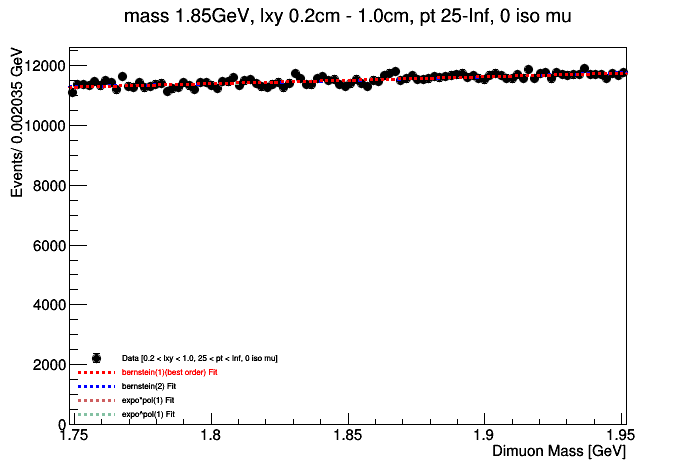 mass 1.85GeV, lxy 0.2cm - 1.0cm, pt 25-Inf, 0 iso mu
Events/ 0.002035 GeV
12000
10000
8000
6000
4000
2000
0
Data [0.2 < lxy < 1.0, 25 < pt < Inf, 0 iso mu]
bernstein(1)(best order) Fit
bernstein(2) Fit
expo*pol(1) Fit
expo^pol(1) Fit
1.75 1.8 1.85 1.9 1.95
Dimuon Mass [GeV]